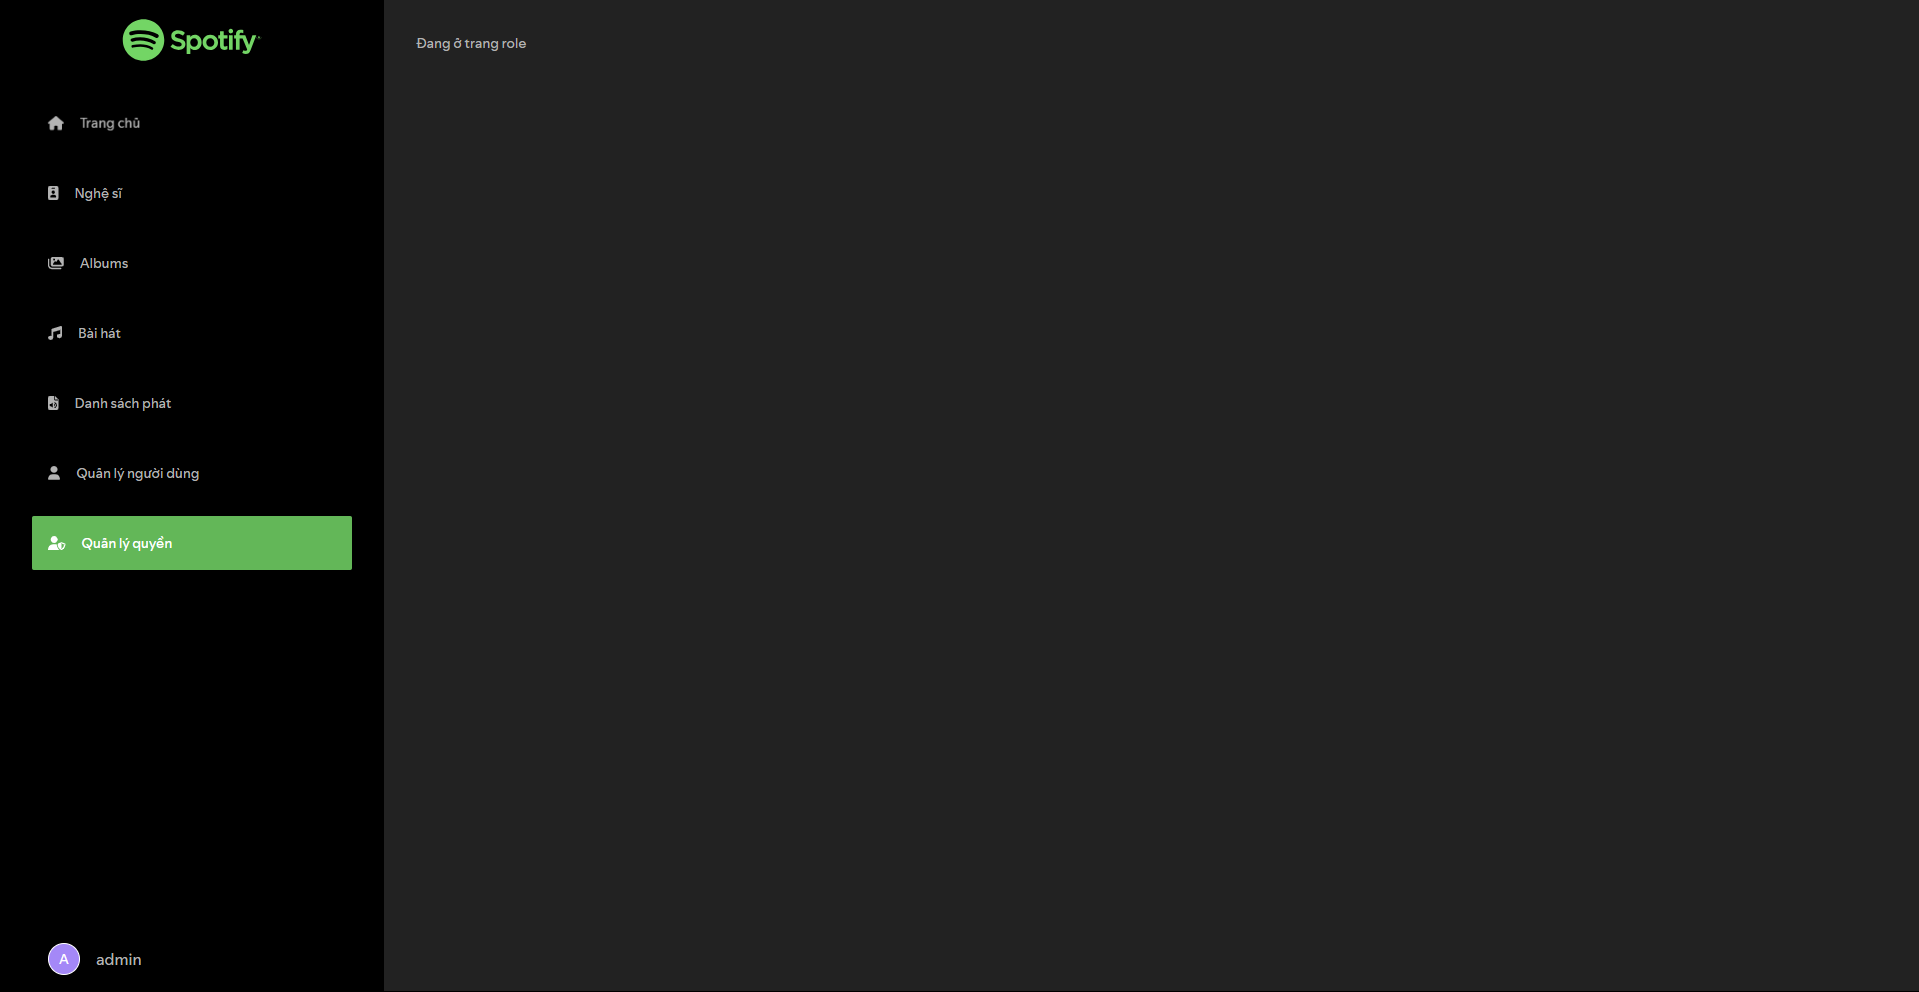 Spotify
Trang chủ
Nghệ sĩ
Albums
Bài hát
Danh sách phát
Quản lý người dùng
Quản lý quyền
A admin
Đang ở trang role